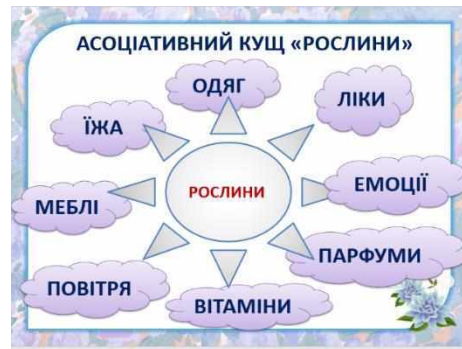 АСОЦІАТИВНИЙ КУЩ «РОСЛИНИ»
ОДЯГ
ЛІКИ
ЇЖА
РОСЛИНИ
ЕМОЦІЇ
МЕБЛІ
ПАРФУМИ
ПОВІТРЯ
ВІТАМІНИ